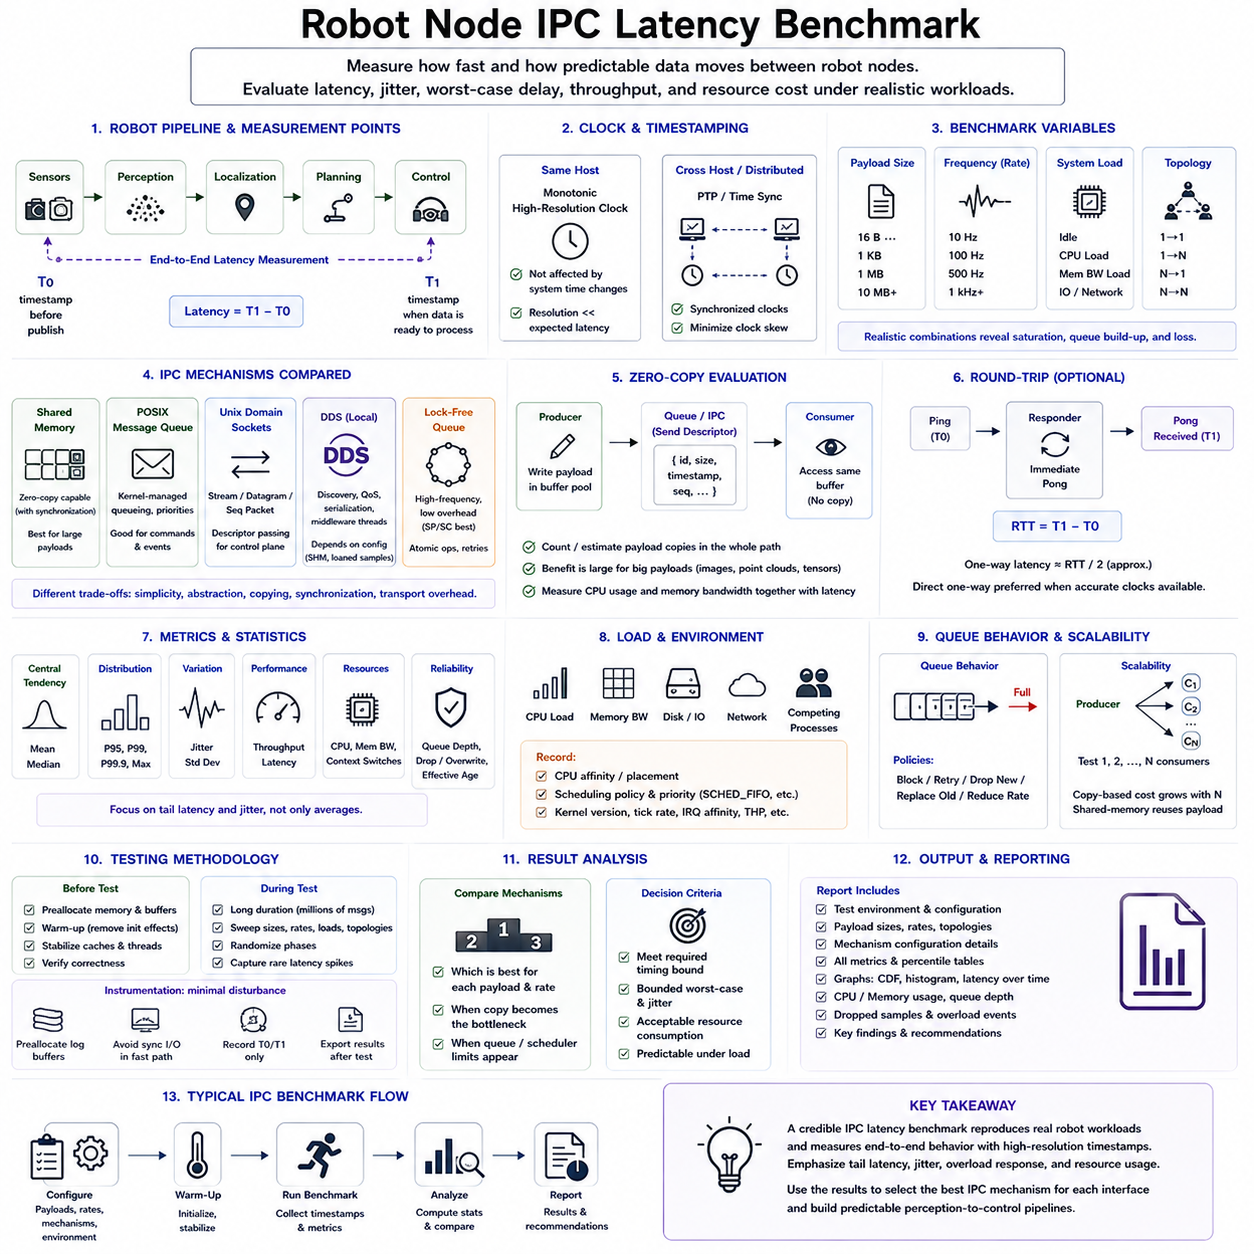 Robot Node IPC Latency Benchmark
Measure how fast and how predictable data moves between robot nodes.
Evaluate latency, jitter, worst-case delay, throughput, and resource cost under realistic workloads.
1. ROBOT PIPELINE & MEASUREMENT POINTS
Sensors
Perception
Localization
Planning
Control
End-to-End Latency Measurement
T0
timestamp
before
publish
Latency = T1 – T0
T1
timestamp
when data is
ready to process
2. CLOCK & TIMESTAMPING
Same Host
Monotonic
High-Resolution Clock
Not affected by
system time changes
Resolution <<
expected latency
Cross Host / Distributed
PTP / Time Sync
Synchronized clocks
Minimize clock skew
3. BENCHMARK VARIABLES
Payload Size
16 B ...
1 KB
1 MB
10 MB+
Frequency (Rate)
10 Hz
100 Hz
500 Hz
1 kHz+
System Load
Idle
CPU Load
Mem BW Load
IO / Network
Topology
1→1
1→N
N→1
N→N
Realistic combinations reveal saturation, queue build-up, and loss.
4. IPC MECHANISMS COMPARED
Shared
Memory
Zero-copy capable
(with synchronization)
Best for large
payloads
POSIX
Message Queue
Kernel-managed
queueing, priorities
Good for commands
& events
Unix Domain
Sockets
Stream / Datagram /
Seq Packet
Descriptor passing
for control plane
DDS (Local)
DDS
Discovery, QoS,
serialization,
middleware threads
Depends on config
(SHM, loaned samples)
Lock-Free
Queue
High-frequency,
low overhead
(SP/SC best)
Atomic ops, retries
Different trade-offs: simplicity, abstraction, copying, synchronization, transport overhead.
5. ZERO-COPY EVALUATION
Producer
Write payload
in buffer pool
Queue / IPC
(Send Descriptor)
{ id, size,
timestamp,
seq, ... }
Consumer
Access same
buffer
(No copy)
Count / estimate payload copies in the whole path
Benefit is large for big payloads (images, point clouds, tensors)
Measure CPU usage and memory bandwidth together with latency
6. ROUND-TRIP (OPTIONAL)
Ping
(T0)
Responder
Immediate
Pong
Pong
Received (T1)
RTT = T1 – T0
One-way latency ≈ RTT / 2 (approx.)
Direct one-way preferred when accurate clocks available.
7. METRICS & STATISTICS
Central
Tendency
Mean
Median
Distribution
P95, P99,
P99.9, Max
Variation
Jitter
Std Dev
Performance
Throughput
Latency
Resources
CPU, Mem BW,
Context Switches
Reliability
Queue Depth,
Drop / Overwrite,
Effective Age
Focus on tail latency and jitter, not only averages.
8. LOAD & ENVIRONMENT
CPU Load
Memory BW
Disk / IO
Network
Competing
Processes
Record:
CPU affinity / placement
Scheduling policy & priority (SCHED_FIFO, etc.)
Kernel version, tick rate, IRQ affinity, THP, etc.
9. QUEUE BEHAVIOR & SCALABILITY
Queue Behavior
Full
Policies:
Block / Retry / Drop New /
Replace Old / Reduce Rate
Scalability
Producer
C1
C2
...
CN
Test 1, 2, ..., N consumers
Copy-based cost grows with N
Shared-memory reuses payload
10. TESTING METHODOLOGY
Before Test
Preallocate memory & buffers
Warm-up (remove init effects)
Stabilize caches & threads
Verify correctness
During Test
Long duration (millions of msgs)
Sweep sizes, rates, loads, topologies
Randomize phases
Capture rare latency spikes
Instrumentation: minimal disturbance
Preallocate log
buffers
Avoid sync I/O
in fast path
Record T0/T1
only
Export results
after test
11. RESULT ANALYSIS
Compare Mechanisms
2 1 3
Which is best for
each payload & rate
When copy becomes
the bottleneck
When queue / scheduler
limits appear
Decision Criteria
Meet required
timing bound
Bounded worst-case
& jitter
Acceptable resource
consumption
Predictable under load
12. OUTPUT & REPORTING
Report Includes
Test environment & configuration
Payload sizes, rates, topologies
Mechanism configuration details
All metrics & percentile tables
Graphs: CDF, histogram, latency over time
CPU / Memory usage, queue depth
Dropped samples & overload events
Key findings & recommendations
13. TYPICAL IPC BENCHMARK FLOW
Configure
Payloads, rates,
mechanisms,
environment
Warm-Up
Initialize,
stabilize
Run Benchmark
Collect timestamps
& metrics
Analyze
Compute stats
& compare
Report
Results &
recommendations
KEY TAKEAWAY
A credible IPC latency benchmark reproduces real robot workloads
and measures end-to-end behavior with high-resolution timestamps.
Emphasize tail latency, jitter, overload response, and resource usage.
Use the results to select the best IPC mechanism for each interface
and build predictable perception-to-control pipelines.